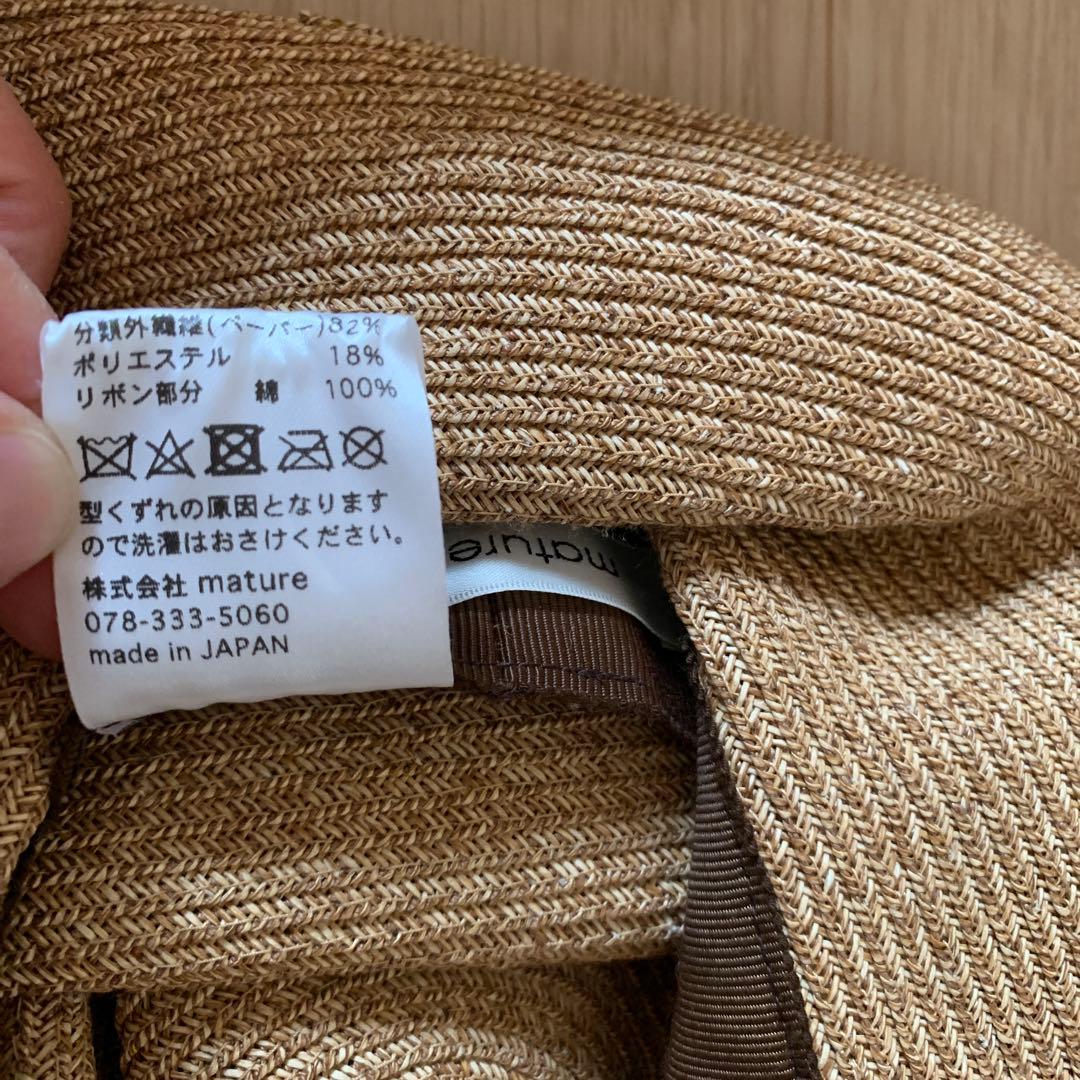 分類外繊維(ペーパー)82%
ポリエステル 18%
リボン部分 綿 100%
型くずれの原因となります
ので洗濯はおさけください。
株式会社 mature
078-333-5060
made in JAPAN
mature